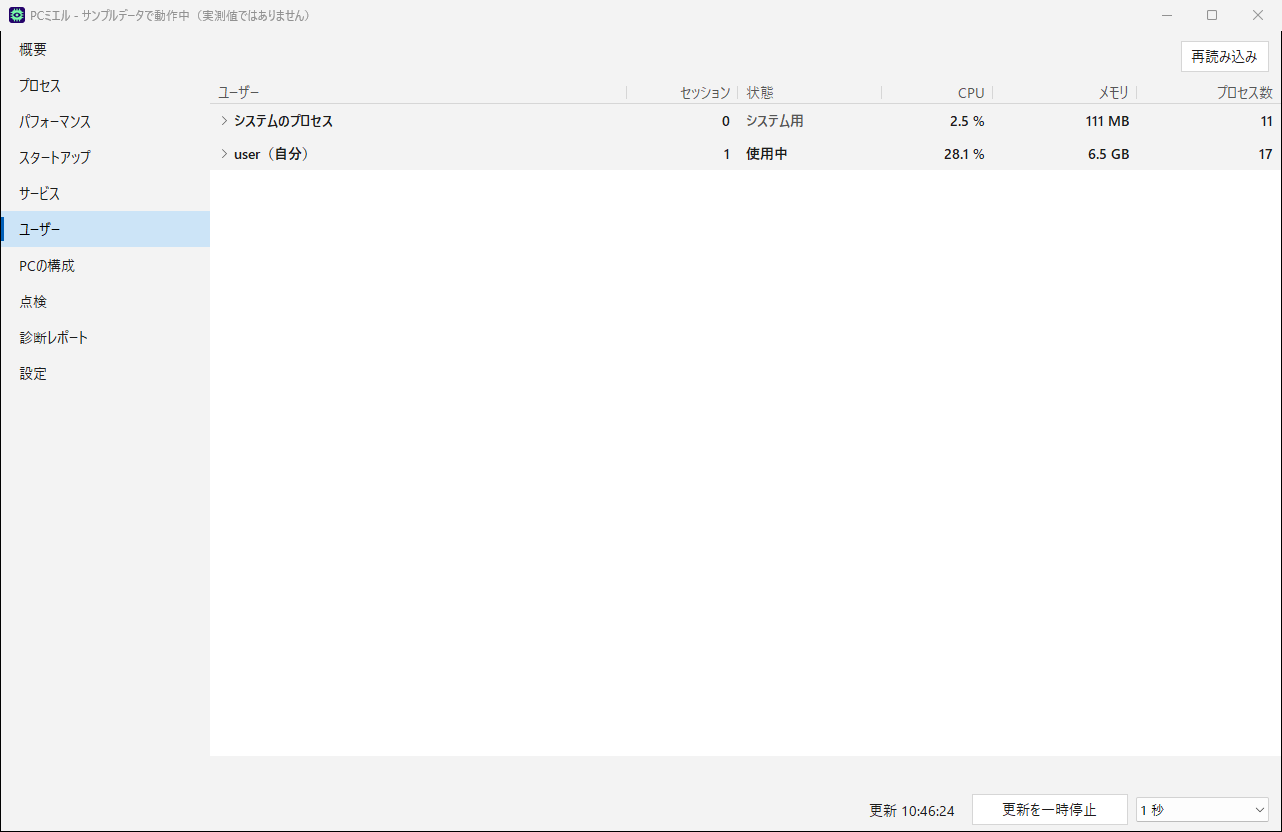 PCミエル - サンプルデータで動作中（実測値ではありません）
概要
プロセス
パフォーマンス
スタートアップ
サービス
ユーザー
PCの構成
点検
診断レポート
設定
再読み込み
ユーザー セッション 状態 CPU メモリ プロセス数
システムのプロセス 0 システム用 2.5 % 111 MB 11
user（自分） 1 使用中 28.1 % 6.5 GB 17
更新 10:46:24 更新を一時停止 1 秒